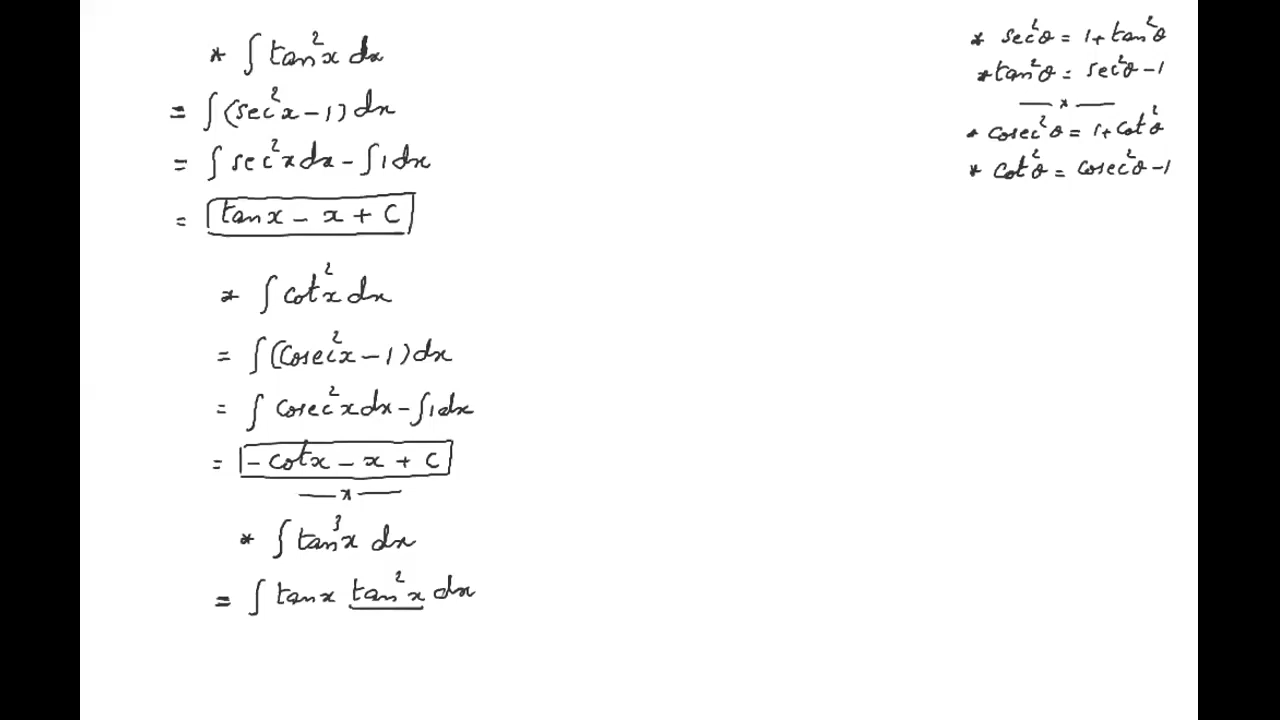 * ∫ tan²x dx
= ∫ (sec²x − 1) dx
= ∫ sec²x dx − ∫ 1 dx
= tan x − x + C
* ∫ cot²x dx
= ∫ (cosec²x − 1) dx
= ∫ cosec²x dx − ∫ 1 dx
= − cot x − x + C
x
* ∫ tan³x dx
= ∫ tan x tan²x dx
* sec²θ = 1 + tan²θ
* tan²θ = sec²θ − 1
x
* cosec²θ = 1 + cot²θ
* cot²θ = cosec²θ − 1